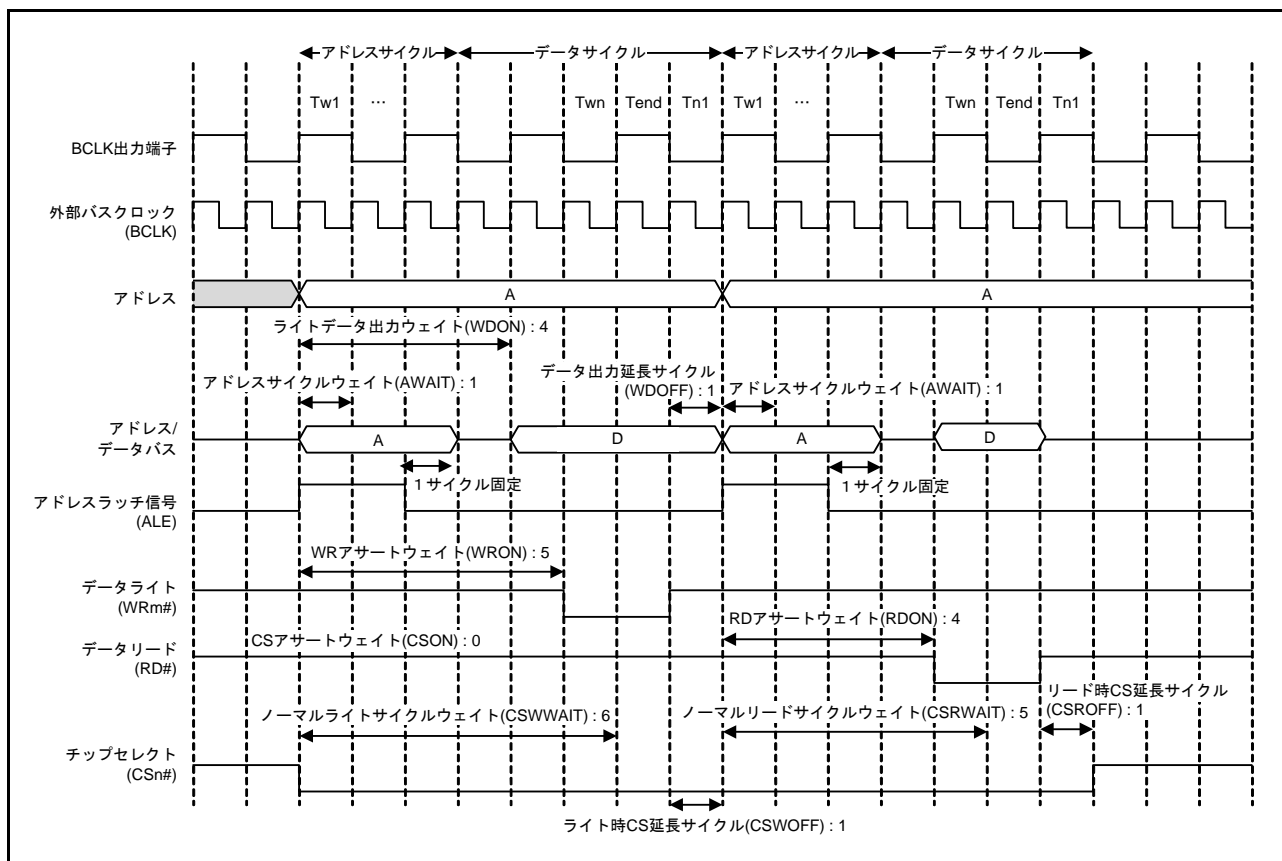 アドレスサイクル データサイクル アドレスサイクル データサイクル
Tw1 … Twn Tend Tn1 Tw1 … Twn Tend Tn1
BCLK出力端子
外部バスクロック
(BCLK)
アドレス A A
ライトデータ出力ウェイト(WDON) : 4
データ出力延長サイクル
(WDOFF) : 1
アドレスサイクルウェイト(AWAIT) : 1 アドレスサイクルウェイト(AWAIT) : 1
アドレス/
データバス
A D A D
1サイクル固定 1サイクル固定
アドレスラッチ信号
(ALE)
WRアサートウェイト(WRON) : 5
データライト
(WRm#)
RDアサートウェイト(RDON) : 4
CSアサートウェイト(CSON) : 0
データリード
(RD#)
リード時CS延長サイクル
(CSROFF) : 1
ノーマルライトサイクルウェイト(CSWWAIT) : 6 ノーマルリードサイクルウェイト(CSRWAIT) : 5
チップセレクト
(CSn#)
ライト時CS延長サイクル(CSWOFF) : 1